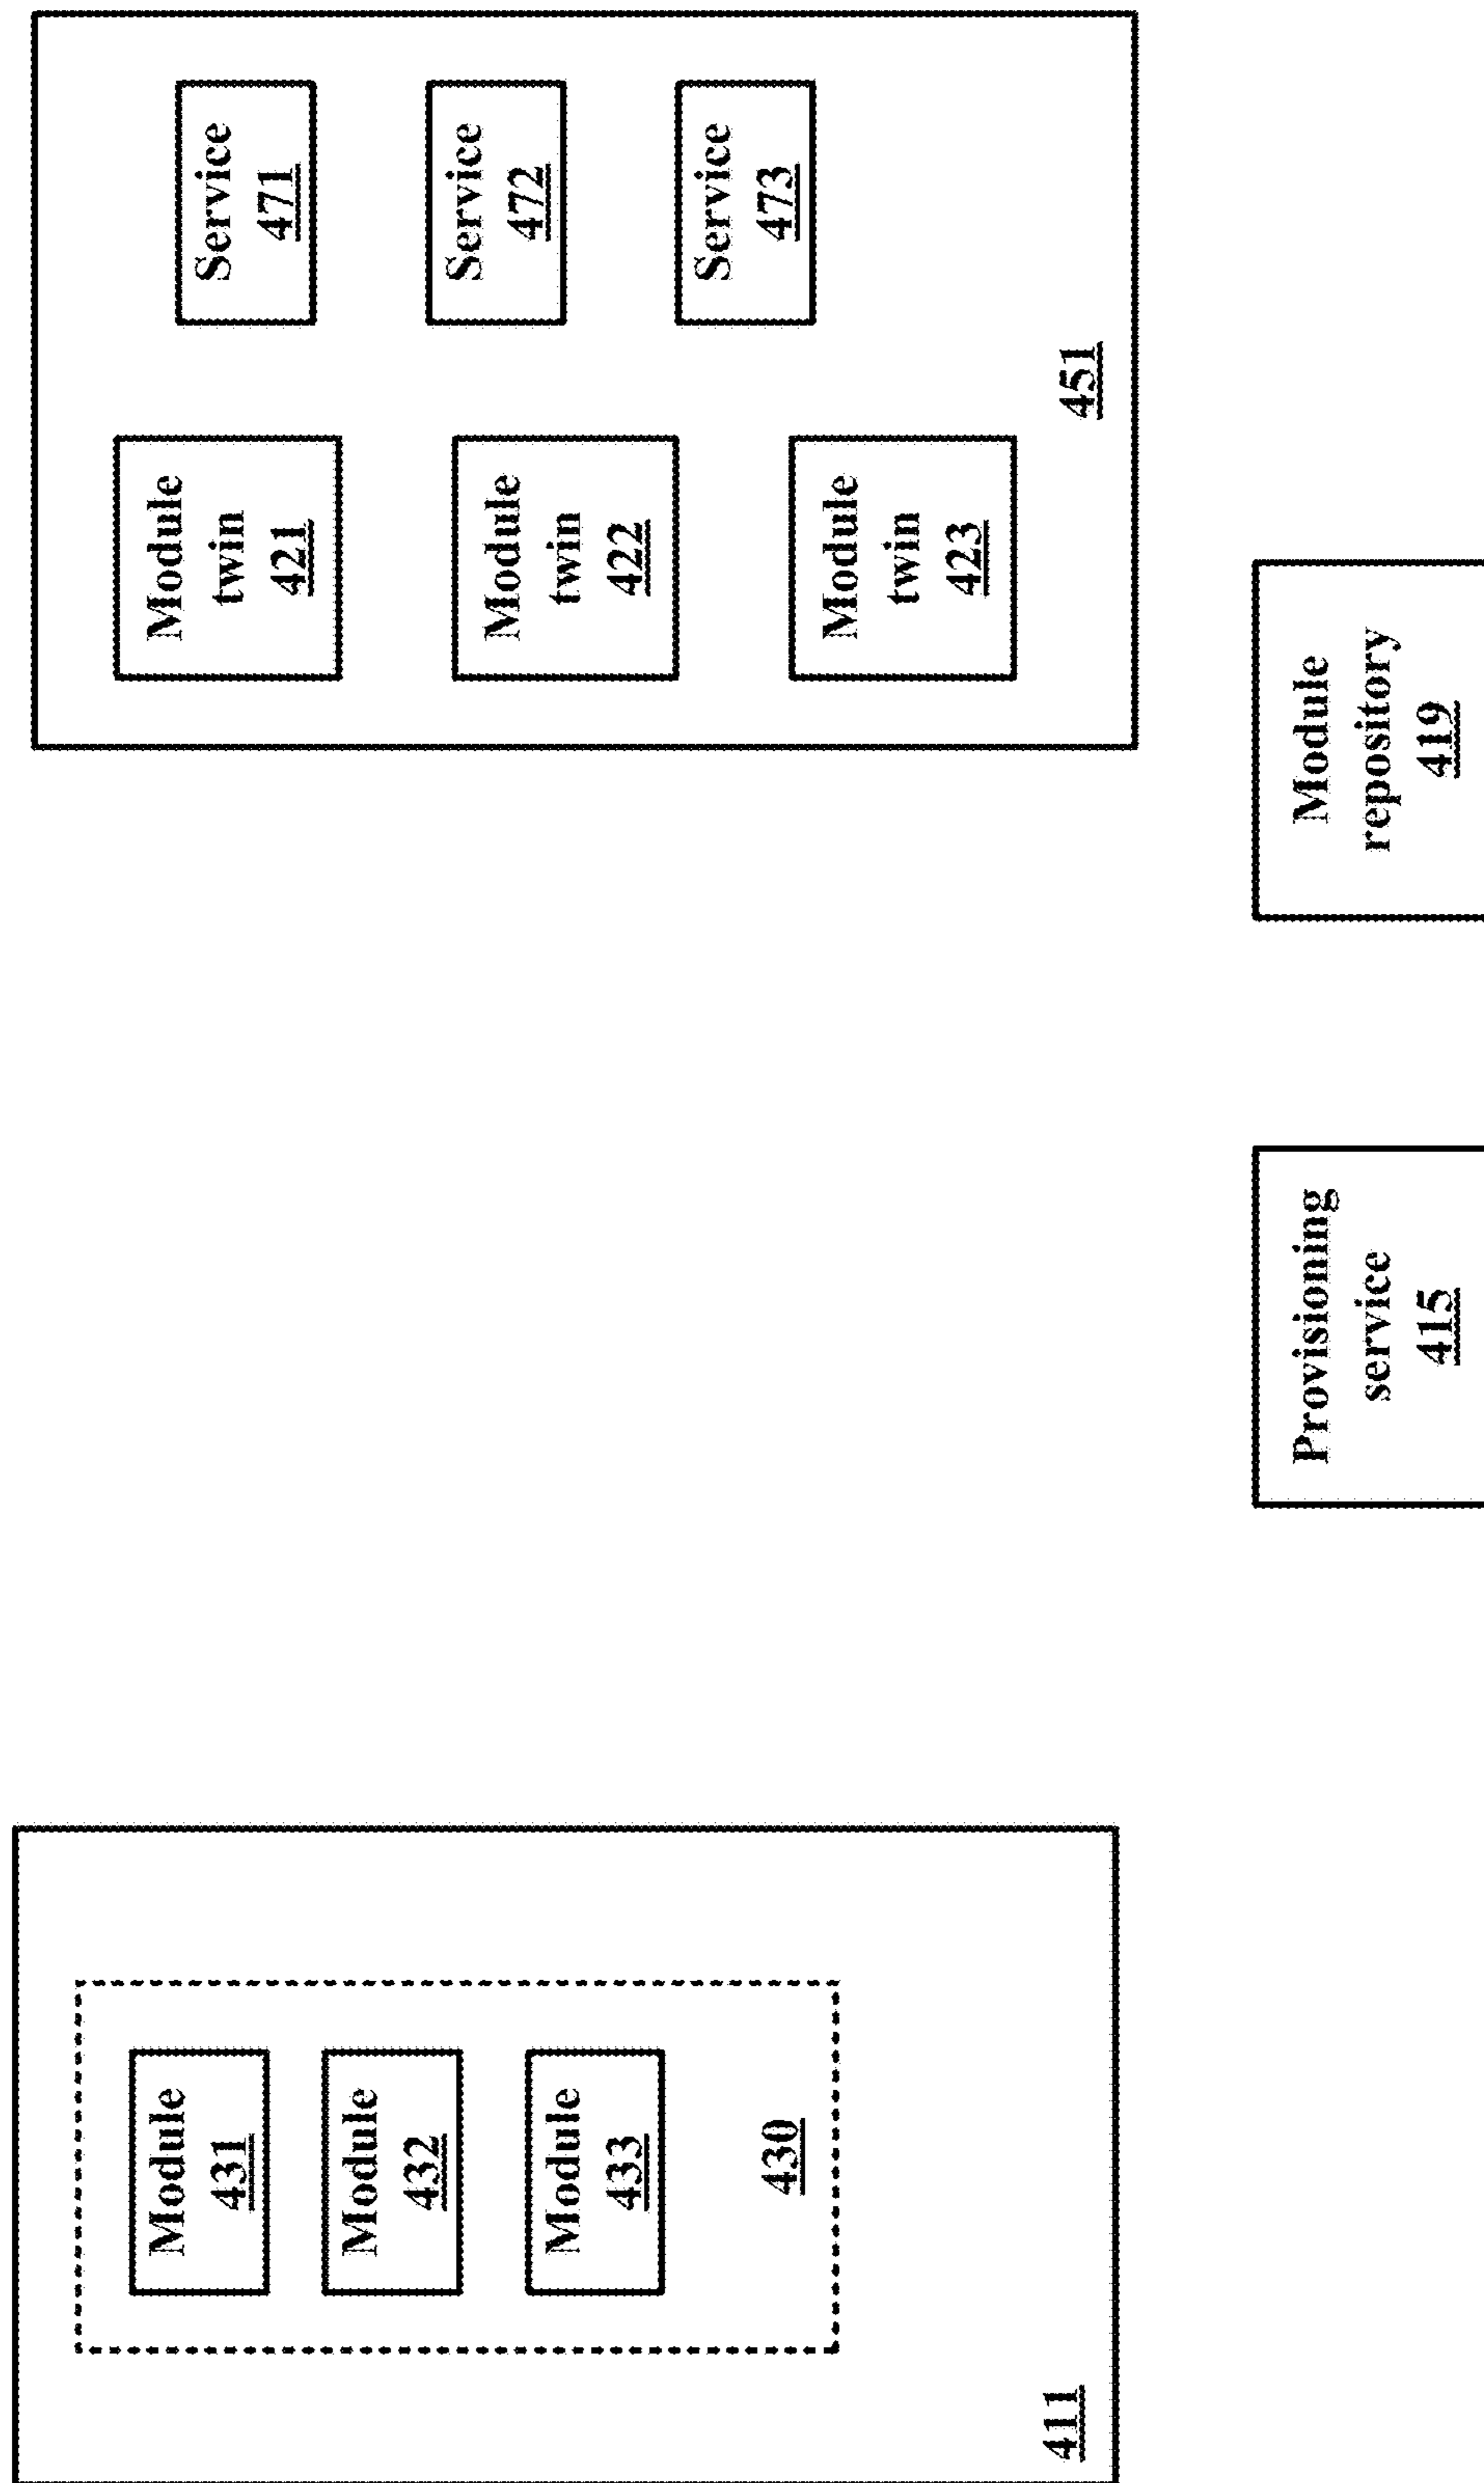 Module
431
Module
432
Module
433
430
411
Module
twin
421
Module
twin
422
Module
twin
423
Service
471
Service
472
Service
473
451
Provisioning
service
415
Module
repository
419